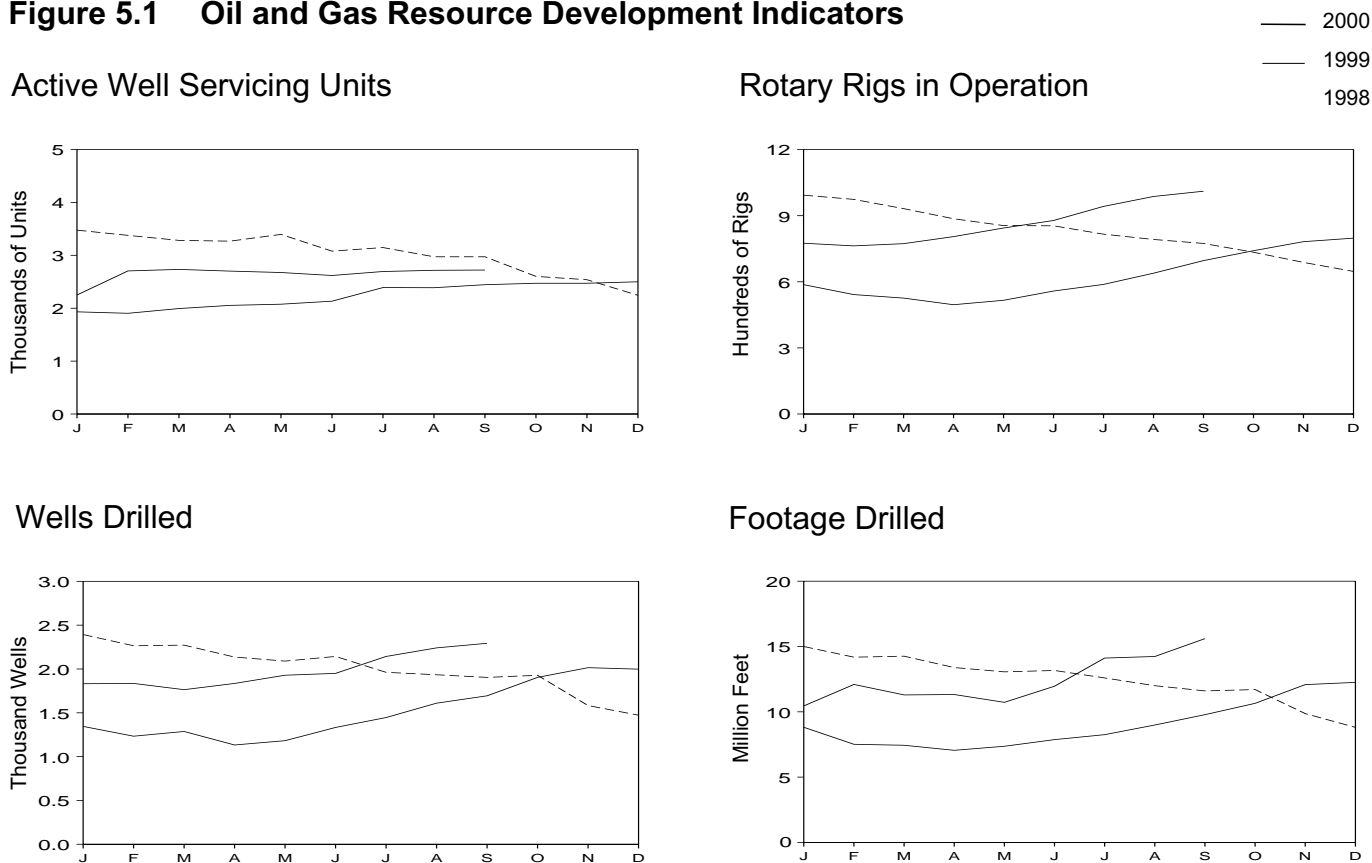 Figure 5.1 Oil and Gas Resource Development Indicators
2000
1999
1998
Active Well Servicing Units
Thousands of Units
5
4
3
2
1
0
J F M A M J J A S O N D
Rotary Rigs in Operation
Hundreds of Rigs
12
9
6
3
0
J F M A M J J A S O N D
Wells Drilled
Thousand Wells
3.0
2.5
2.0
1.5
1.0
0.5
0.0
J F M A M J J A S O N D
Footage Drilled
Million Feet
20
15
10
5
0
J F M A M J J A S O N D